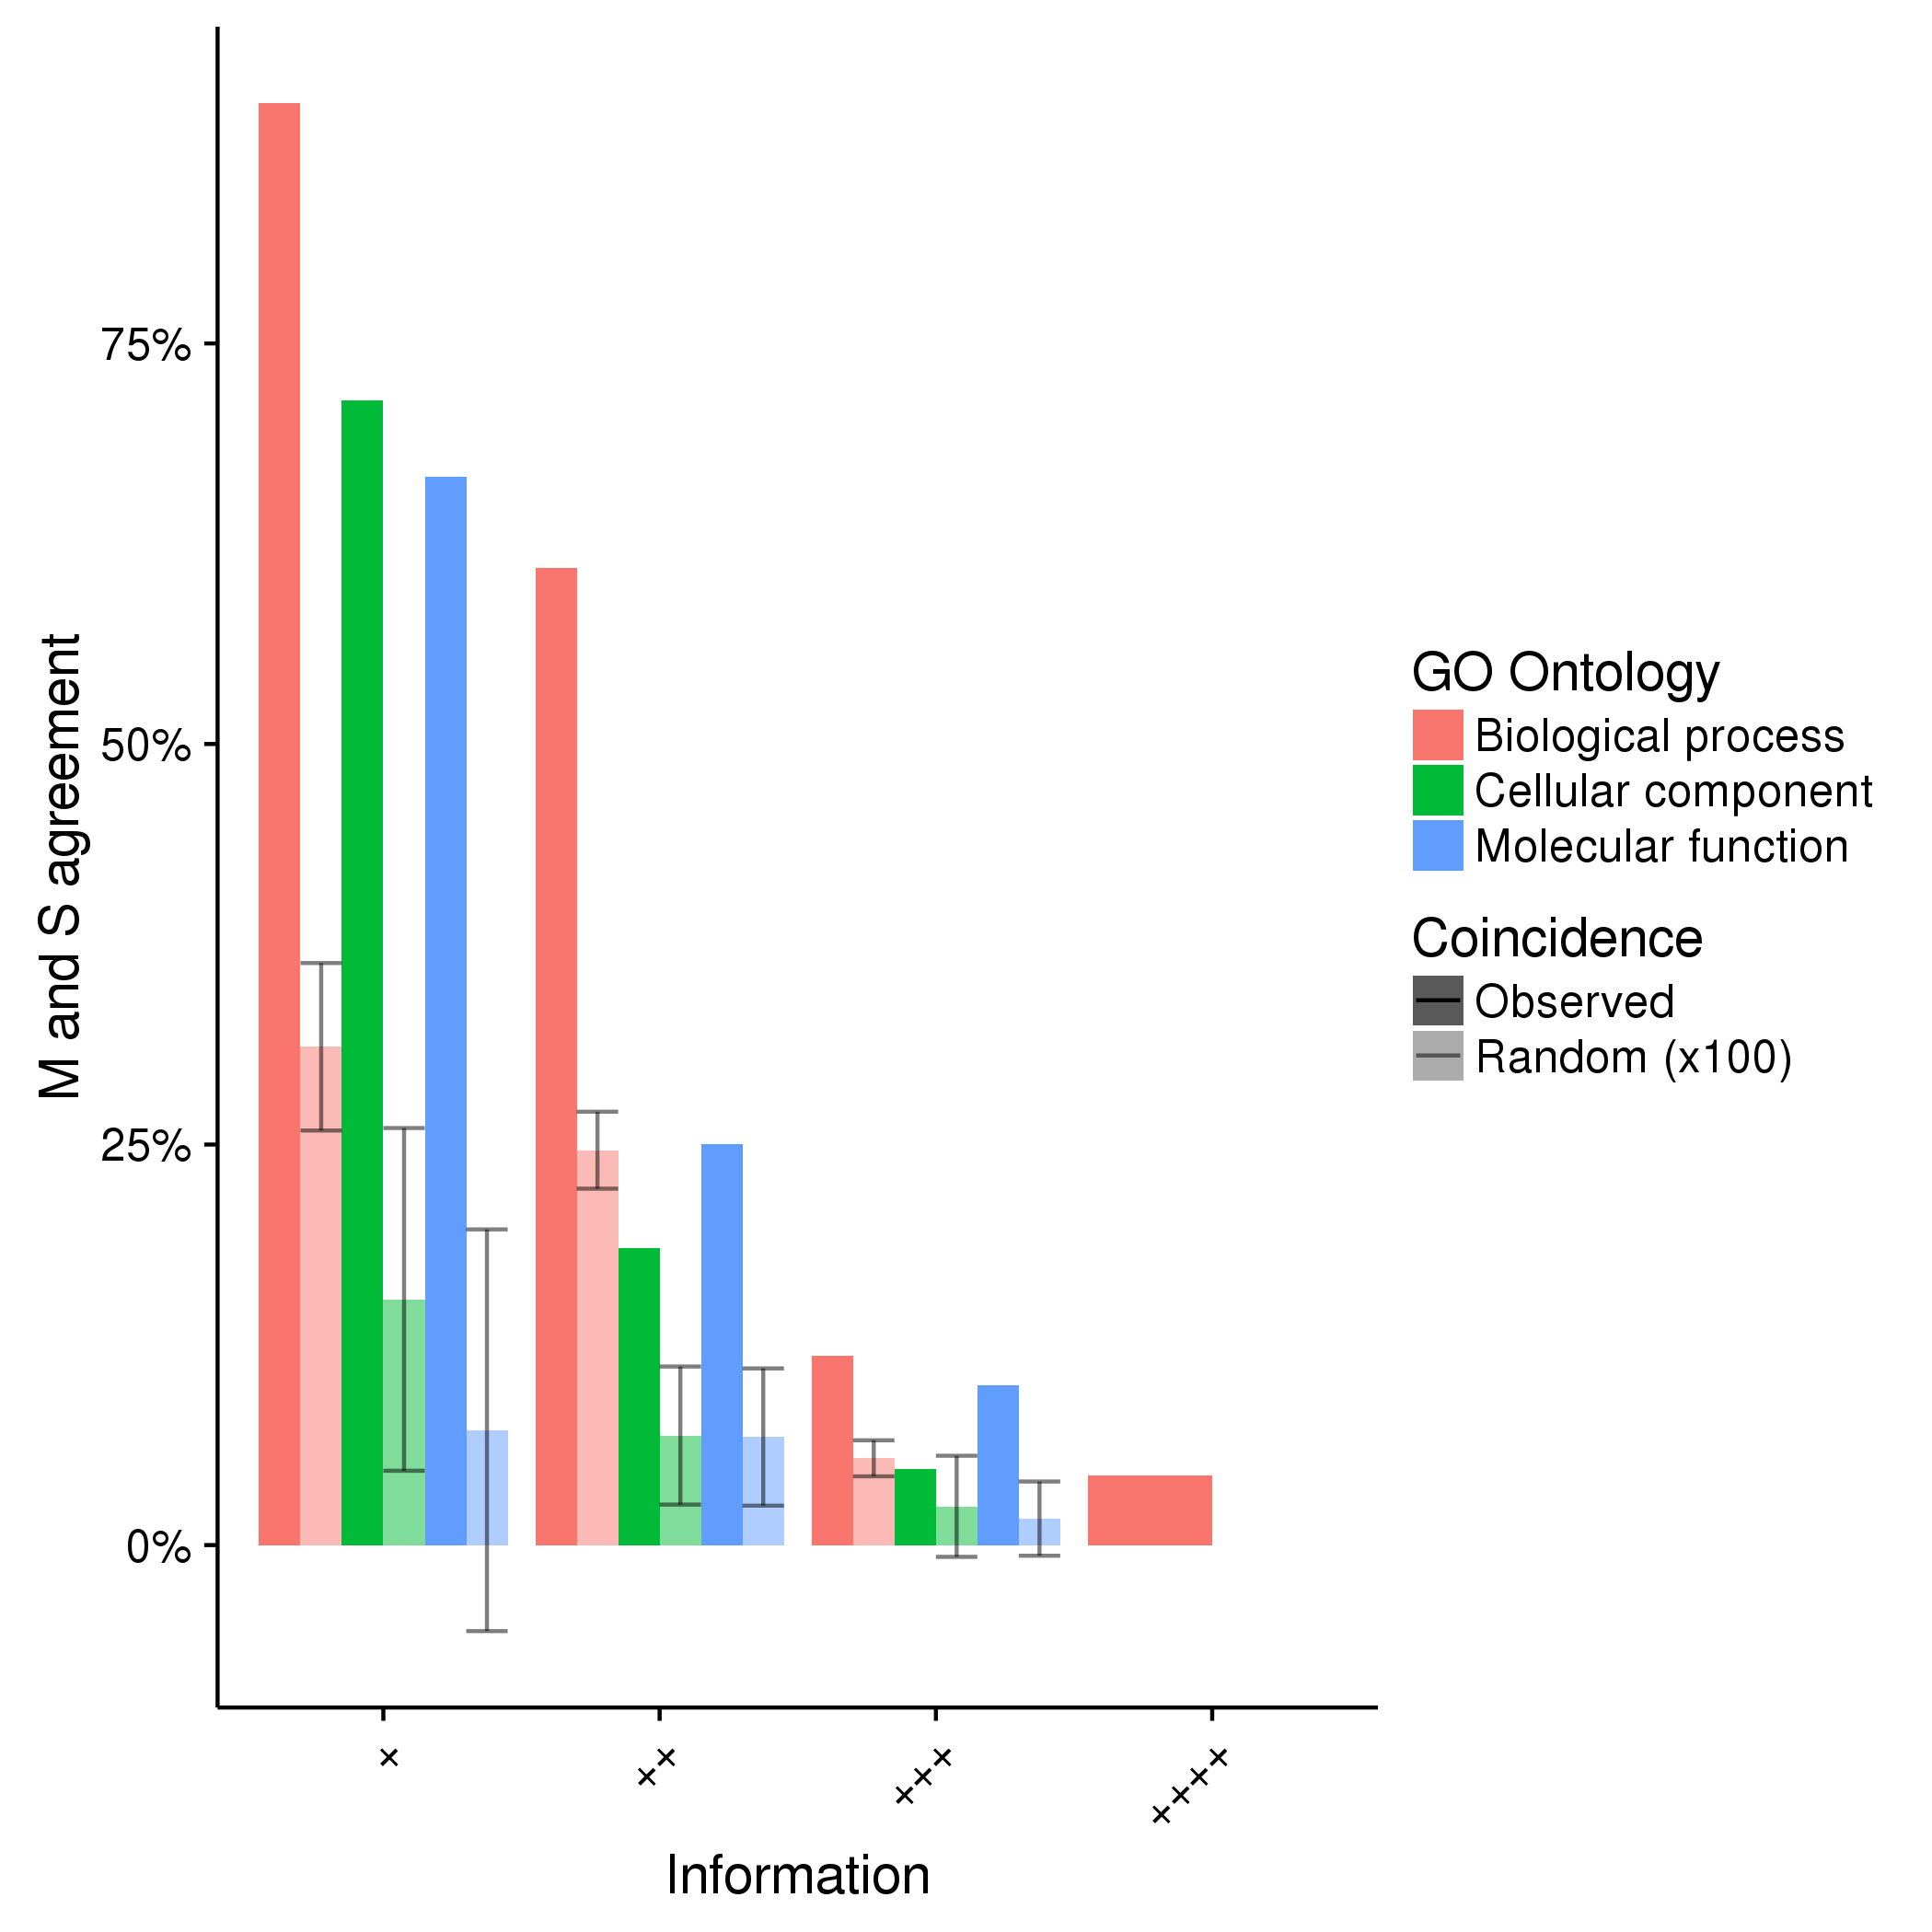 M and S agreement
75%
50%
25%
0%
+
++
+++
++++
Information
GO Ontology
Biological process
Cellular component
Molecular function
Coincidence
Observed
Random (x100)